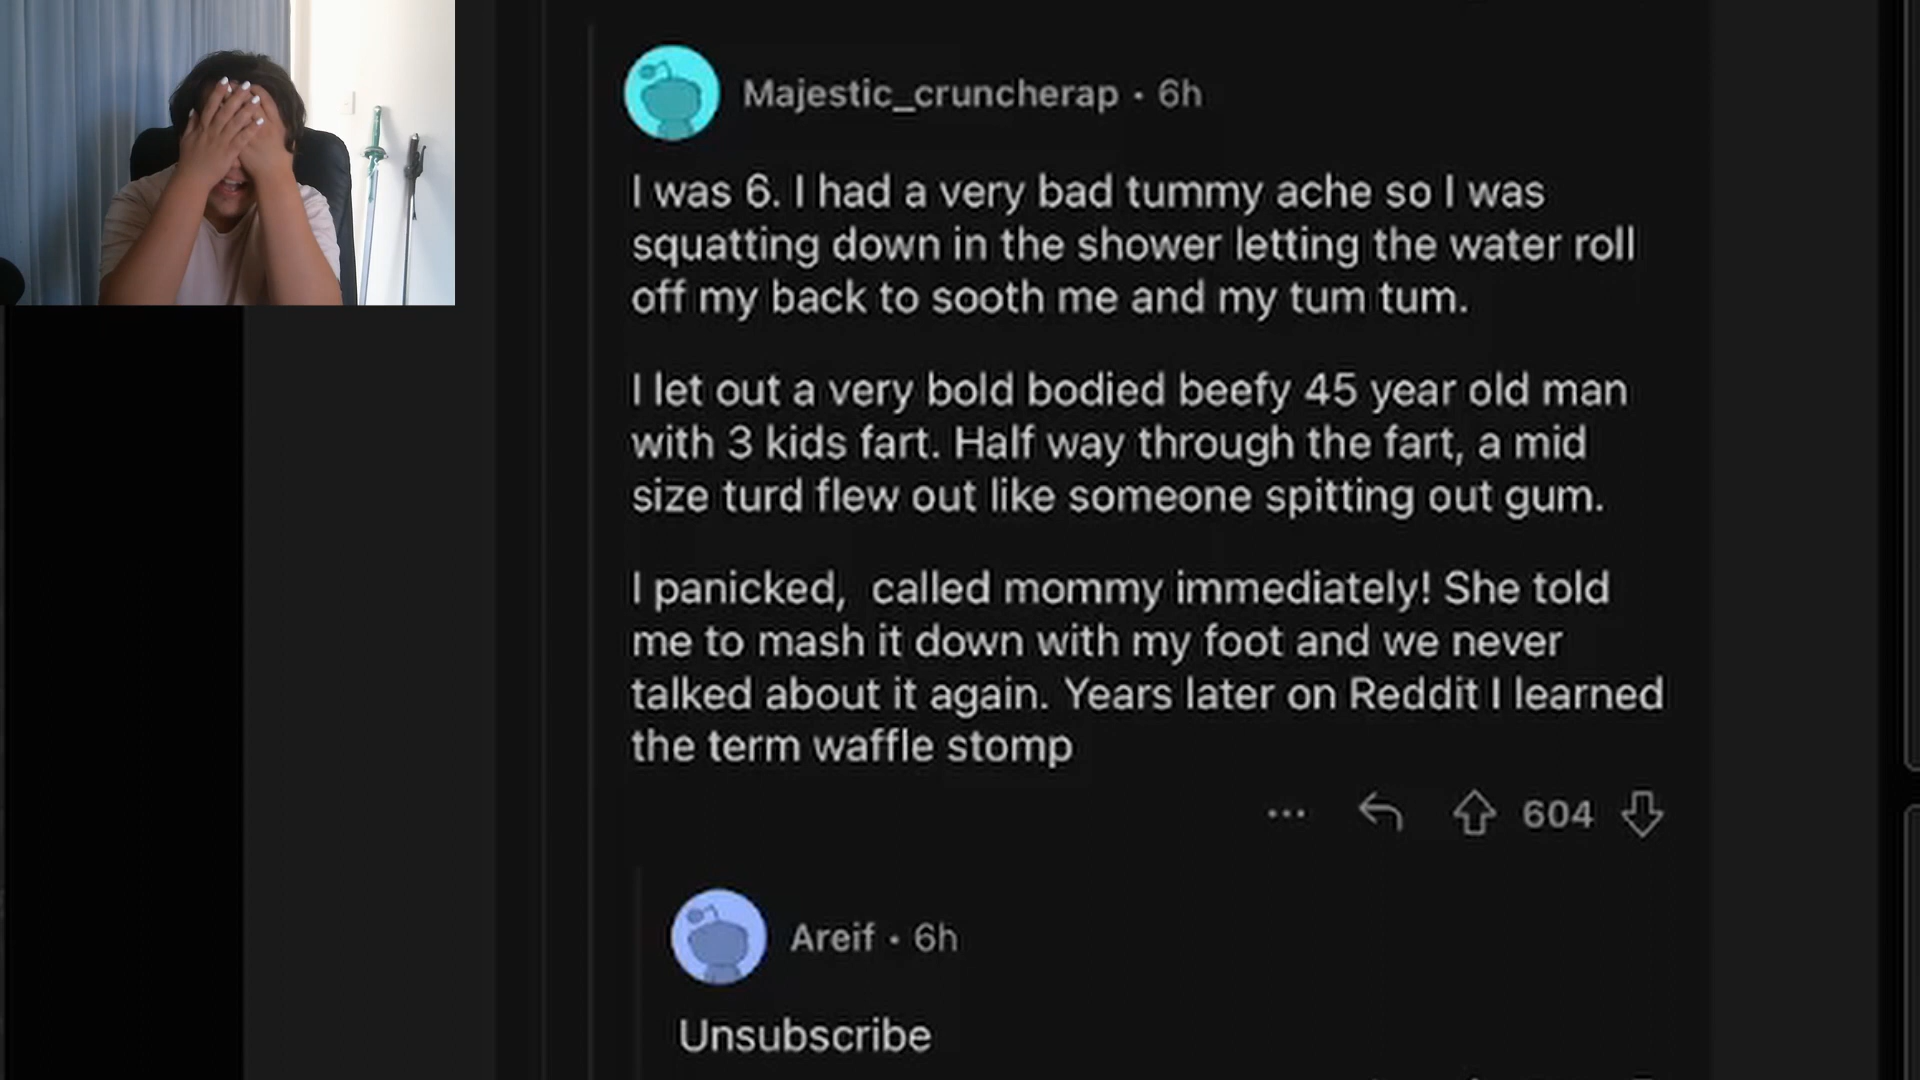 Majestic_cruncherap • 6h
I was 6. I had a very bad tummy ache so I was
squatting down in the shower letting the water roll
off my back to sooth me and my tum tum.
I let out a very bold bodied beefy 45 year old man
with 3 kids fart. Half way through the fart, a mid
size turd flew out like someone spitting out gum.
I panicked,  called mommy immediately! She told
me to mash it down with my foot and we never
talked about it again. Years later on Reddit I learned
the term waffle stomp
604
Areif • 6h
Unsubscribe